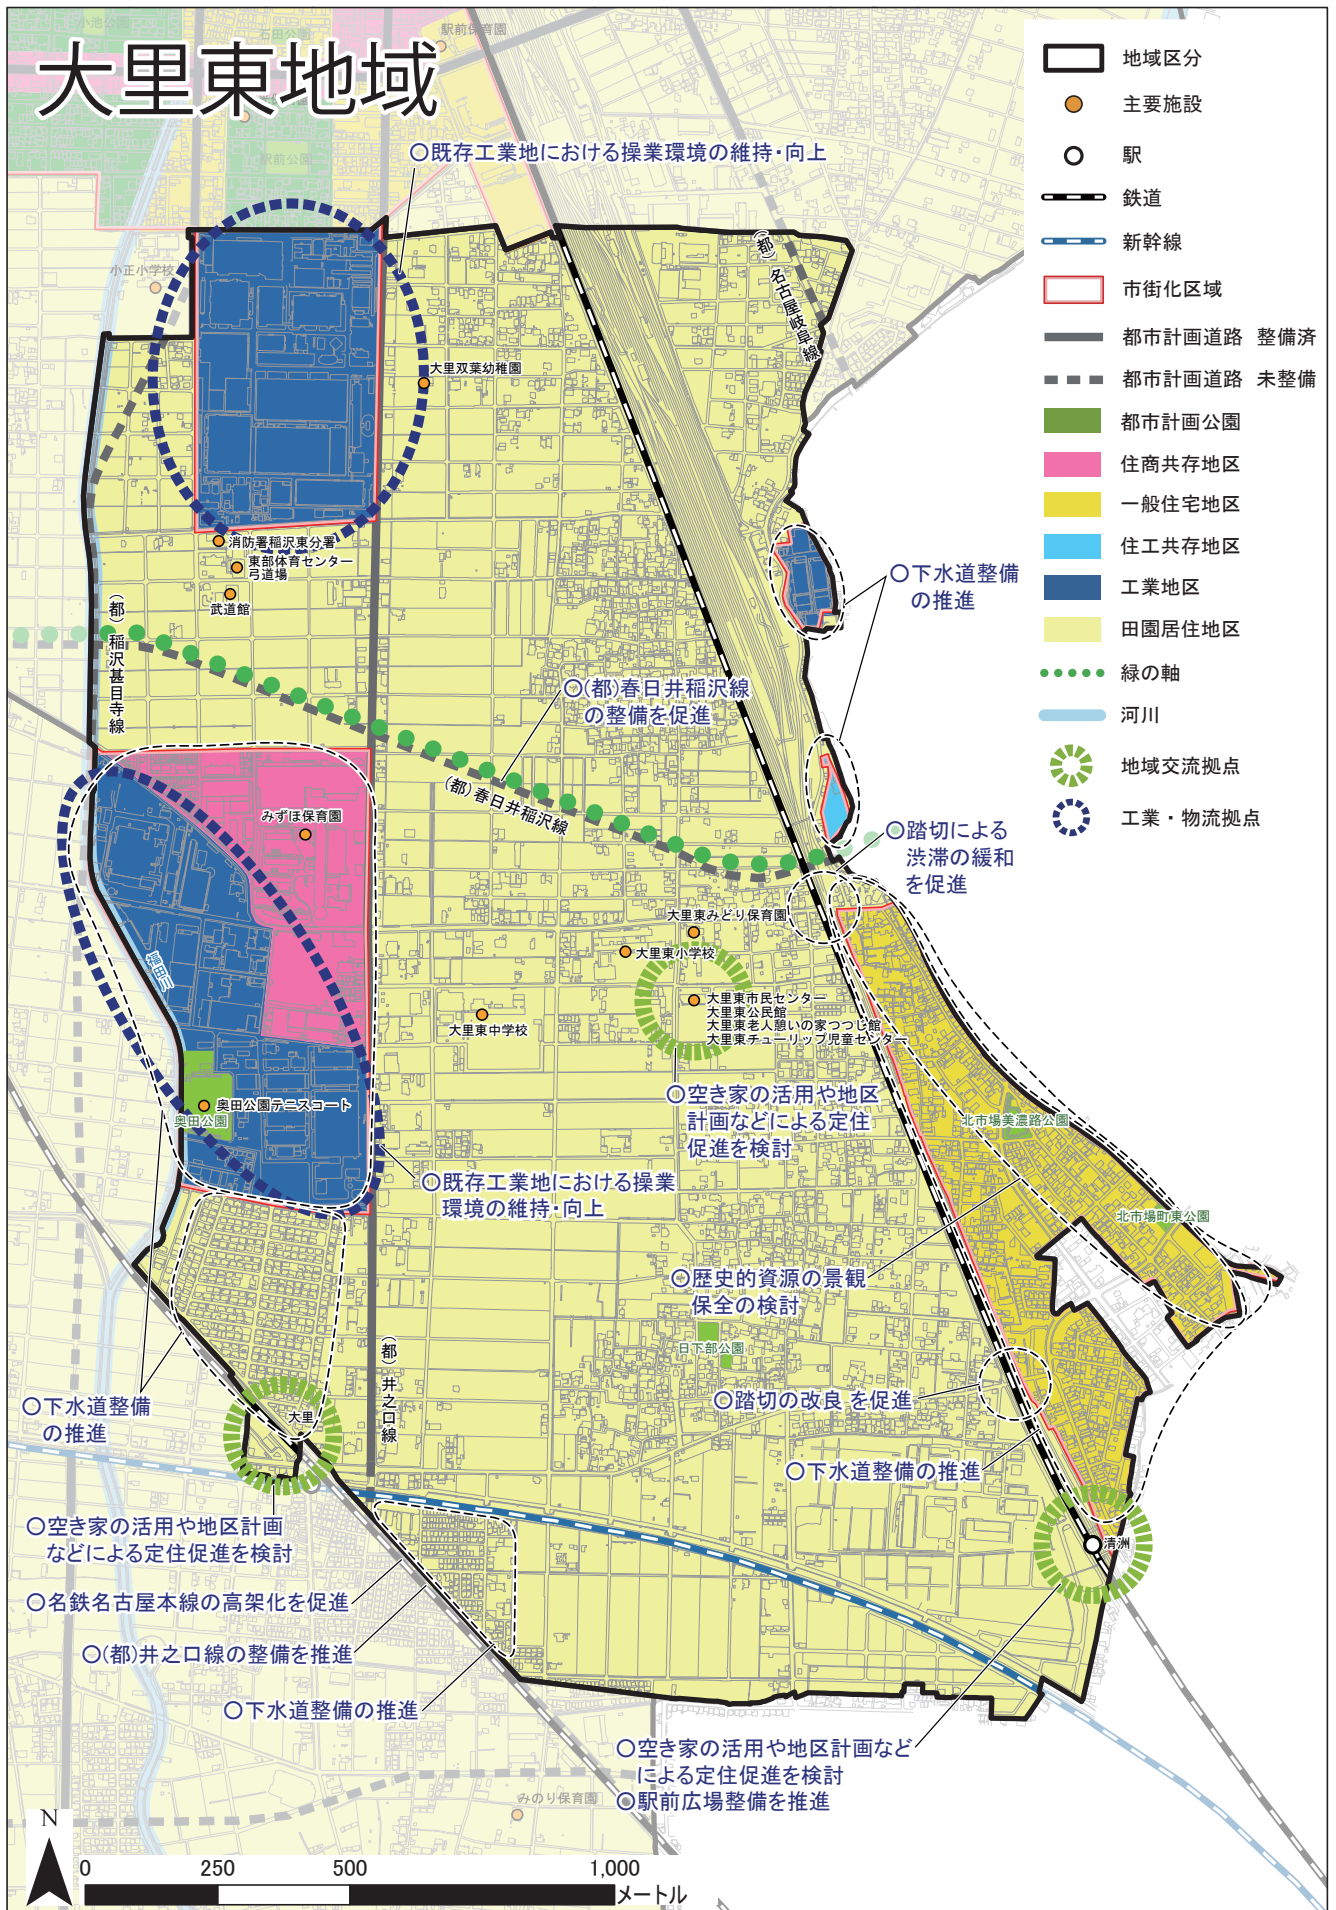 大里東地域
小池公園
石田公園
駅前保育園
駅前公園
小正小学校
○既存工業地における操業環境の維持・向上
(都)名古屋岐阜線
大里双葉幼稚園
消防署稲沢東分署
東部体育センター
弓道場
武道館
(都)稲沢甚目寺線
○下水道整備
の推進
○(都)春日井稲沢線
の整備を促進
(都)春日井稲沢線
みずほ保育園
○踏切による
渋滞の緩和
を促進
大里東みどり保育園
大里東小学校
福田川
大里東市民センター
大里東公民館
大里東老人憩いの家つつじ館
大里東チューリップ児童センター
大里東中学校
○空き家の活用や地区
計画などによる定住
促進を検討
奥田公園テニスコート
奥田公園
北市場美濃路公園
○既存工業地における操業
環境の維持・向上
北市場町東公園
○歴史的資源の景観
保全の検討
日下部公園
(都)井之口線
○踏切の改良を促進
○下水道整備
の推進
大里
○下水道整備の推進
○空き家の活用や地区計画
などによる定住促進を検討
清洲
○名鉄名古屋本線の高架化を促進
○(都)井之口線の整備を推進
○下水道整備の推進
○空き家の活用や地区計画など
による定住促進を検討
○駅前広場整備を推進
みのり保育園
N
0 250 500 1,000
メートル
地域区分
主要施設
駅
鉄道
新幹線
市街化区域
都市計画道路 整備済
都市計画道路 未整備
都市計画公園
住商共存地区
一般住宅地区
住工共存地区
工業地区
田園居住地区
緑の軸
河川
地域交流拠点
工業・物流拠点